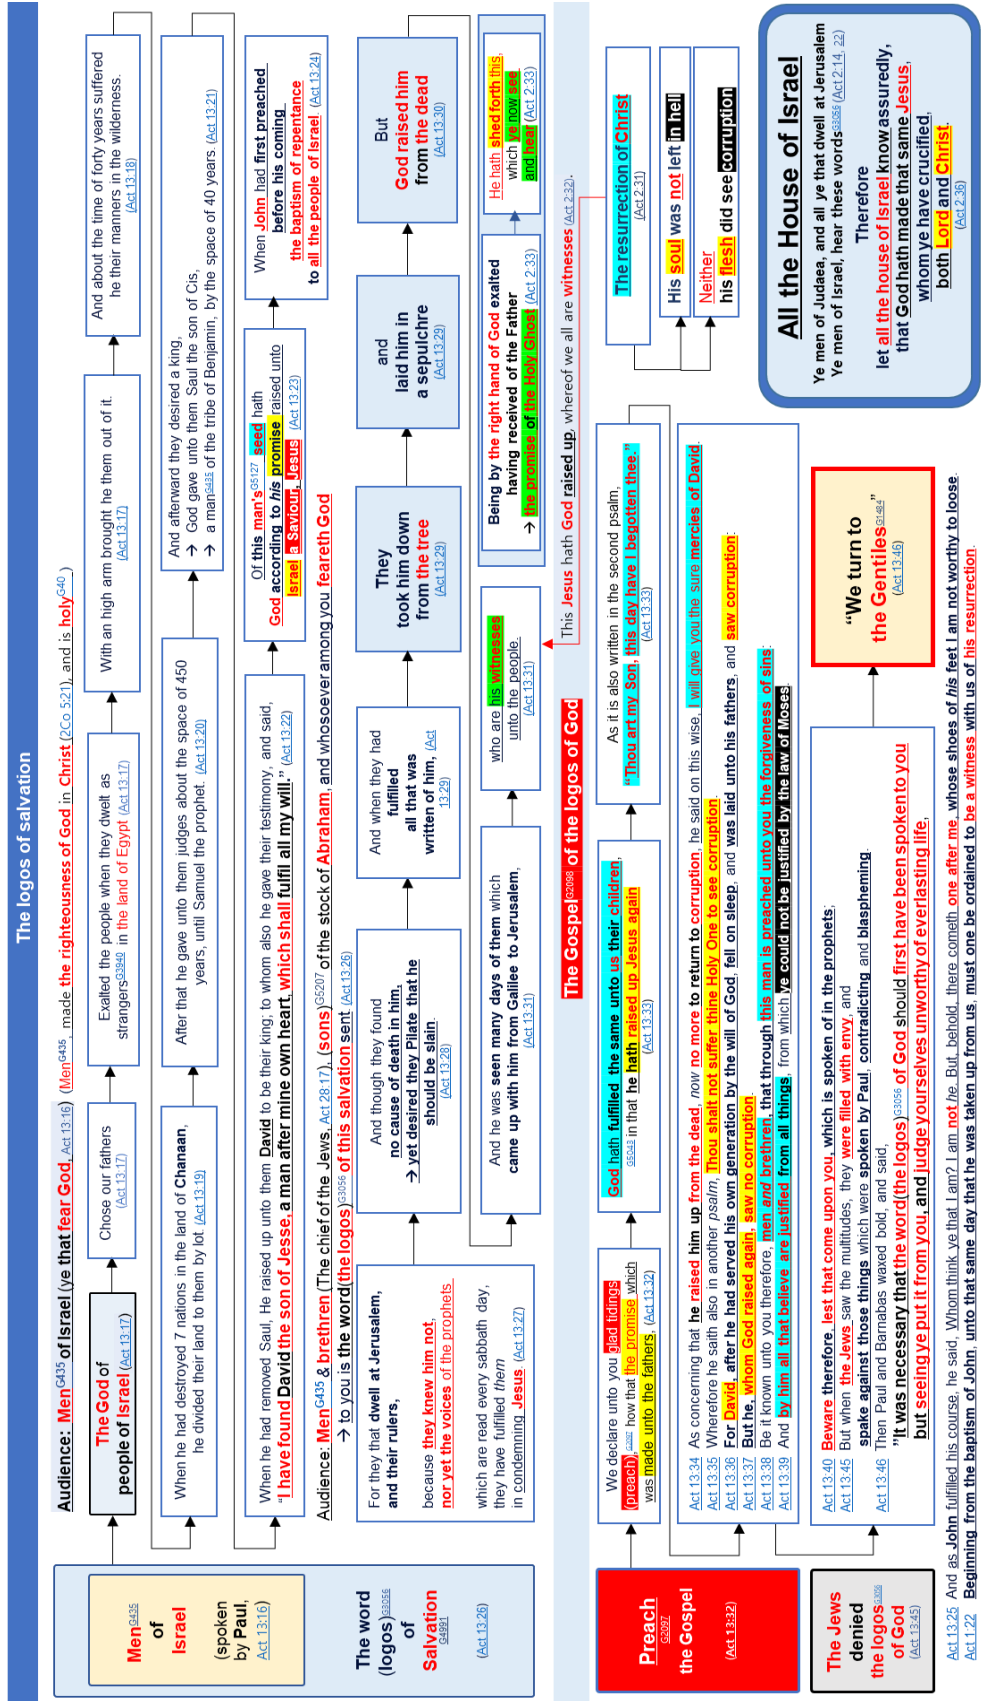 The logos of salvation
Men G435
of
Israel
(spoken
by Paul,
Act 13:16)
The word
(logos) G3056
of
Salvation
G4991
(Act 13:26)
Audience: Men G435 of Israel (ye that fear God, Act 13:16) (Men G435, made the righteousness of God in Christ (2Co 5:21), and is holy G40 )
The God of
people of Israel (Act 13:17)
Chose our fathers
(Act 13:17)
Exalted the people when they dwelt as
strangers G3940 in the land of Egypt (Act 13:17)
With an high arm brought he them out of it.
(Act 13:17)
And about the time of forty years suffered
he their manners in the wilderness.
(Act 13:18)
When he had destroyed 7 nations in the land of Chanan,
he divided their land to them by lot. (Act 13:19)
After that he gave unto them judges about the space of 450
years, until Samuel the prophet. (Act 13:20)
And afterward they desired a king,
→ God gave unto them Saul the son of Cis,
→ a man G435 of the tribe of Benjamin, by the space of 40 years. (Act 13:21)
When he had removed Saul, He raised up unto them David to be their king; to whom also he gave their testimony, and said,
“I have found David the son of Jesse, a man after mine own heart, which shall fulfil all my will.” (Act 13:22)
Of this man's G5127 seed hath
God according to his promise raised unto
Israel a Saviour, Jesus (Act 13:23)
When John had first preached
before his coming
the baptism of repentance
to all the people of Israel. (Act 13:24)
Audience: Men G435 & brethren (The chief of the Jews, Act 28:17), (sons) G5207 of the stock of Abraham, and whosoever among you feareth God
→ to you is the word (the logos) G3056 of this salvation sent (Act 13:26)
For they that dwell at Jerusalem,
and their rulers,
because they knew him not,
nor yet the voices of the prophets
which are read every sabbath day,
they have fulfilled them
in condemning Jesus. (Act 13:27)
And though they found
no cause of death in him,
→ yet desired they Pilate that he
should be slain.
(Act 13:28)
And when they had
fulfilled
all that was
written of him, (Act
13:29)
They
took him down
from the tree
(Act 13:29)
and
laid him in
a sepulchre
(Act 13:29)
But
God raised him
from the dead
(Act 13:30)
And he was seen many days of them which
came up with him from Galilee to Jerusalem,
(Act 13:31)
who are his witnesses
unto the people.
(Act 13:31)
Being by the right hand of God exalted
having received of the Father
→ the promise of the Holy Ghost (Act 2:33)
He hath shed forth this,
which ye now see
and hear (Act 2:33)
The Gospel G2098 of the logos of God
This Jesus hath God raised up, whereof we all are witnesses (Act 2:32).
Preach
G2097
the Gospel
(Act 13:32)
We declare unto you glad tidings
(preach), G2097 how that the promise which
was made unto the fathers, (Act 13:32)
God hath fulfilled the same unto us their children,
G5043 in that he hath raised up Jesus again
(Act 13:33)
As it is also written in the second psalm,
“Thou art my Son, this day have I begotten thee.”
(Act 13:33)
The resurrection of Christ
(Act 2:31)
His soul was not left in hell
Neither
his flesh did see corruption
Act 13:34 As concerning that he raised him up from the dead, now no more to return to corruption, he said on this wise, I will give you the sure mercies of David.
Act 13:35 Wherefore he saith also in another psalm, Thou shalt not suffer thine Holy One to see corruption.
Act 13:36 For David, after he had served his own generation by the will of God, fell on sleep, and was laid unto his fathers, and saw corruption:
Act 13:37 But he, whom God raised again, saw no corruption.
Act 13:38 Be it known unto you therefore, men and brethren, that through this man is preached unto you the forgiveness of sins:
Act 13:39 And by him all that believe are justified from all things, from which ye could not be justified by the law of Moses.
The Jews
denied
the logos G3056
of God
(Act 13:45)
Act 13:40 Beware therefore, lest that come upon you, which is spoken of in the prophets;
Act 13:45 But when the Jews saw the multitudes, they were filled with envy, and
spake against those things which were spoken by Paul, contradicting and blaspheming.
Act 13:46 Then Paul and Barnabas waxed bold, and said,
"It was necessary that the word (the logos) G3056 of God should first have been spoken to you
but seeing ye put it from you, and judge yourselves unworthy of everlasting life,
“We turn to
the Gentiles G1484”
(Act 13:46)
All the House of Israel
Ye men of Judaea, and all ye that dwell at Jerusalem
Ye men of Israel, hear these words G3056 (Act 2:14, 22)
Therefore
let all the house of Israel know assuredly,
that God hath made that same Jesus,
whom ye have crucified,
both Lord and Christ.
(Act 2:36)
Act 13:25 And as John fulfilled his course, he said, Whom think ye that I am? I am not he. But, behold, there cometh one after me, whose shoes of his feet I am not worthy to loose.
Act 1:22 Beginning from the baptism of John, unto that same day that he was taken up from us, must one be ordained to be a witness with us of his resurrection.